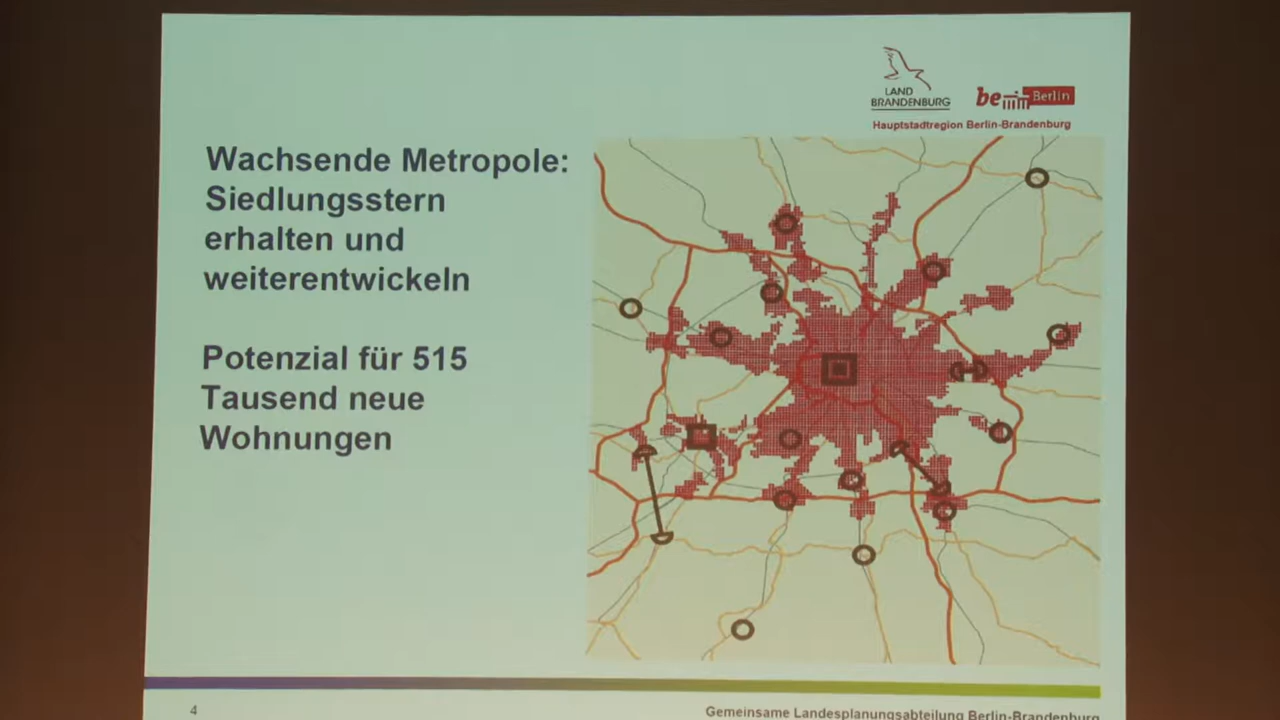 LAND
BRANDENBURG
be Berlin
Hauptstadtregion Berlin-Brandenburg
Wachsende Metropole:
Siedlungsstern
erhalten und
weiterentwickeln
Potenzial für 515
Tausend neue
Wohnungen
4
Gemeinsame Landesplanungsabteilung Berlin-Brandenburg